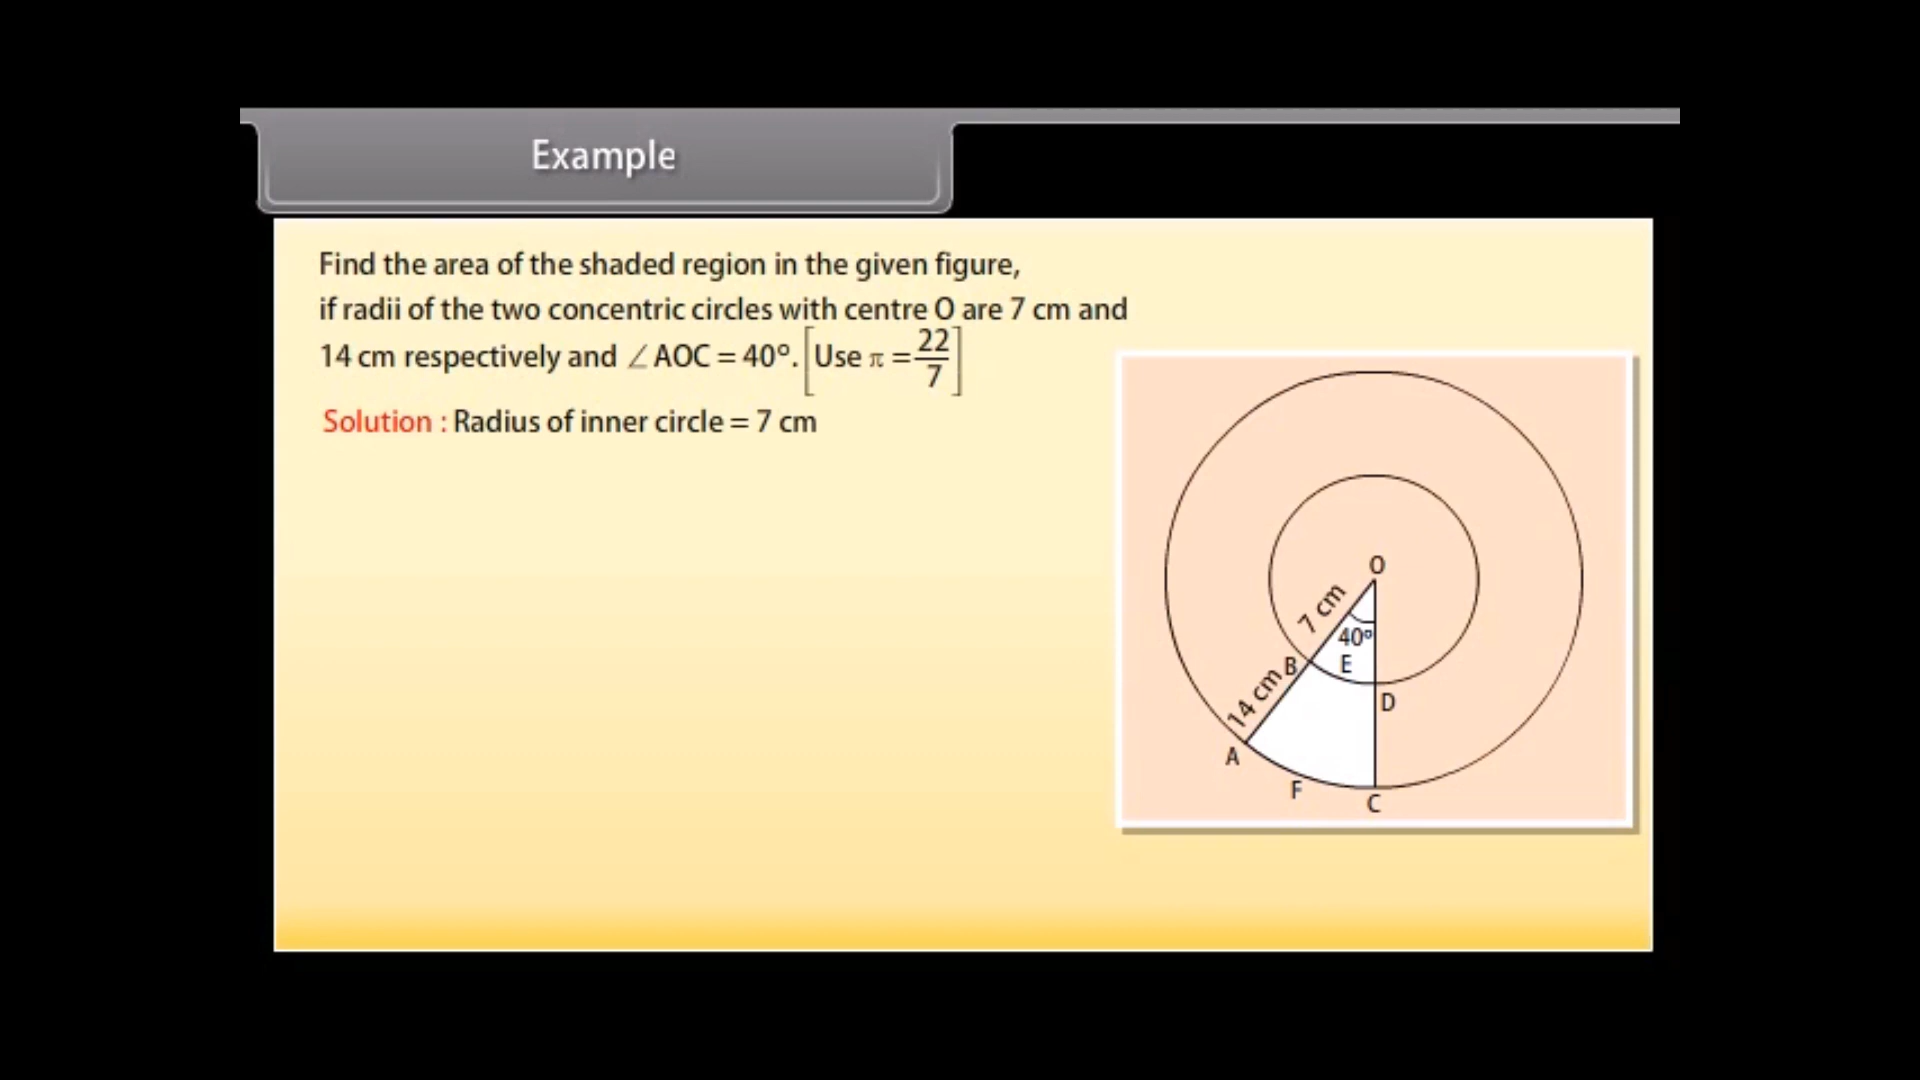 Example
Find the area of the shaded region in the given figure,
if radii of the two concentric circles with centre O are 7 cm and
14 cm respectively and ∠AOC = 40°. [Use π = 22/7]
Solution : Radius of inner circle = 7 cm
O
7 cm
40°
B
E
14 cm
D
A
F
C